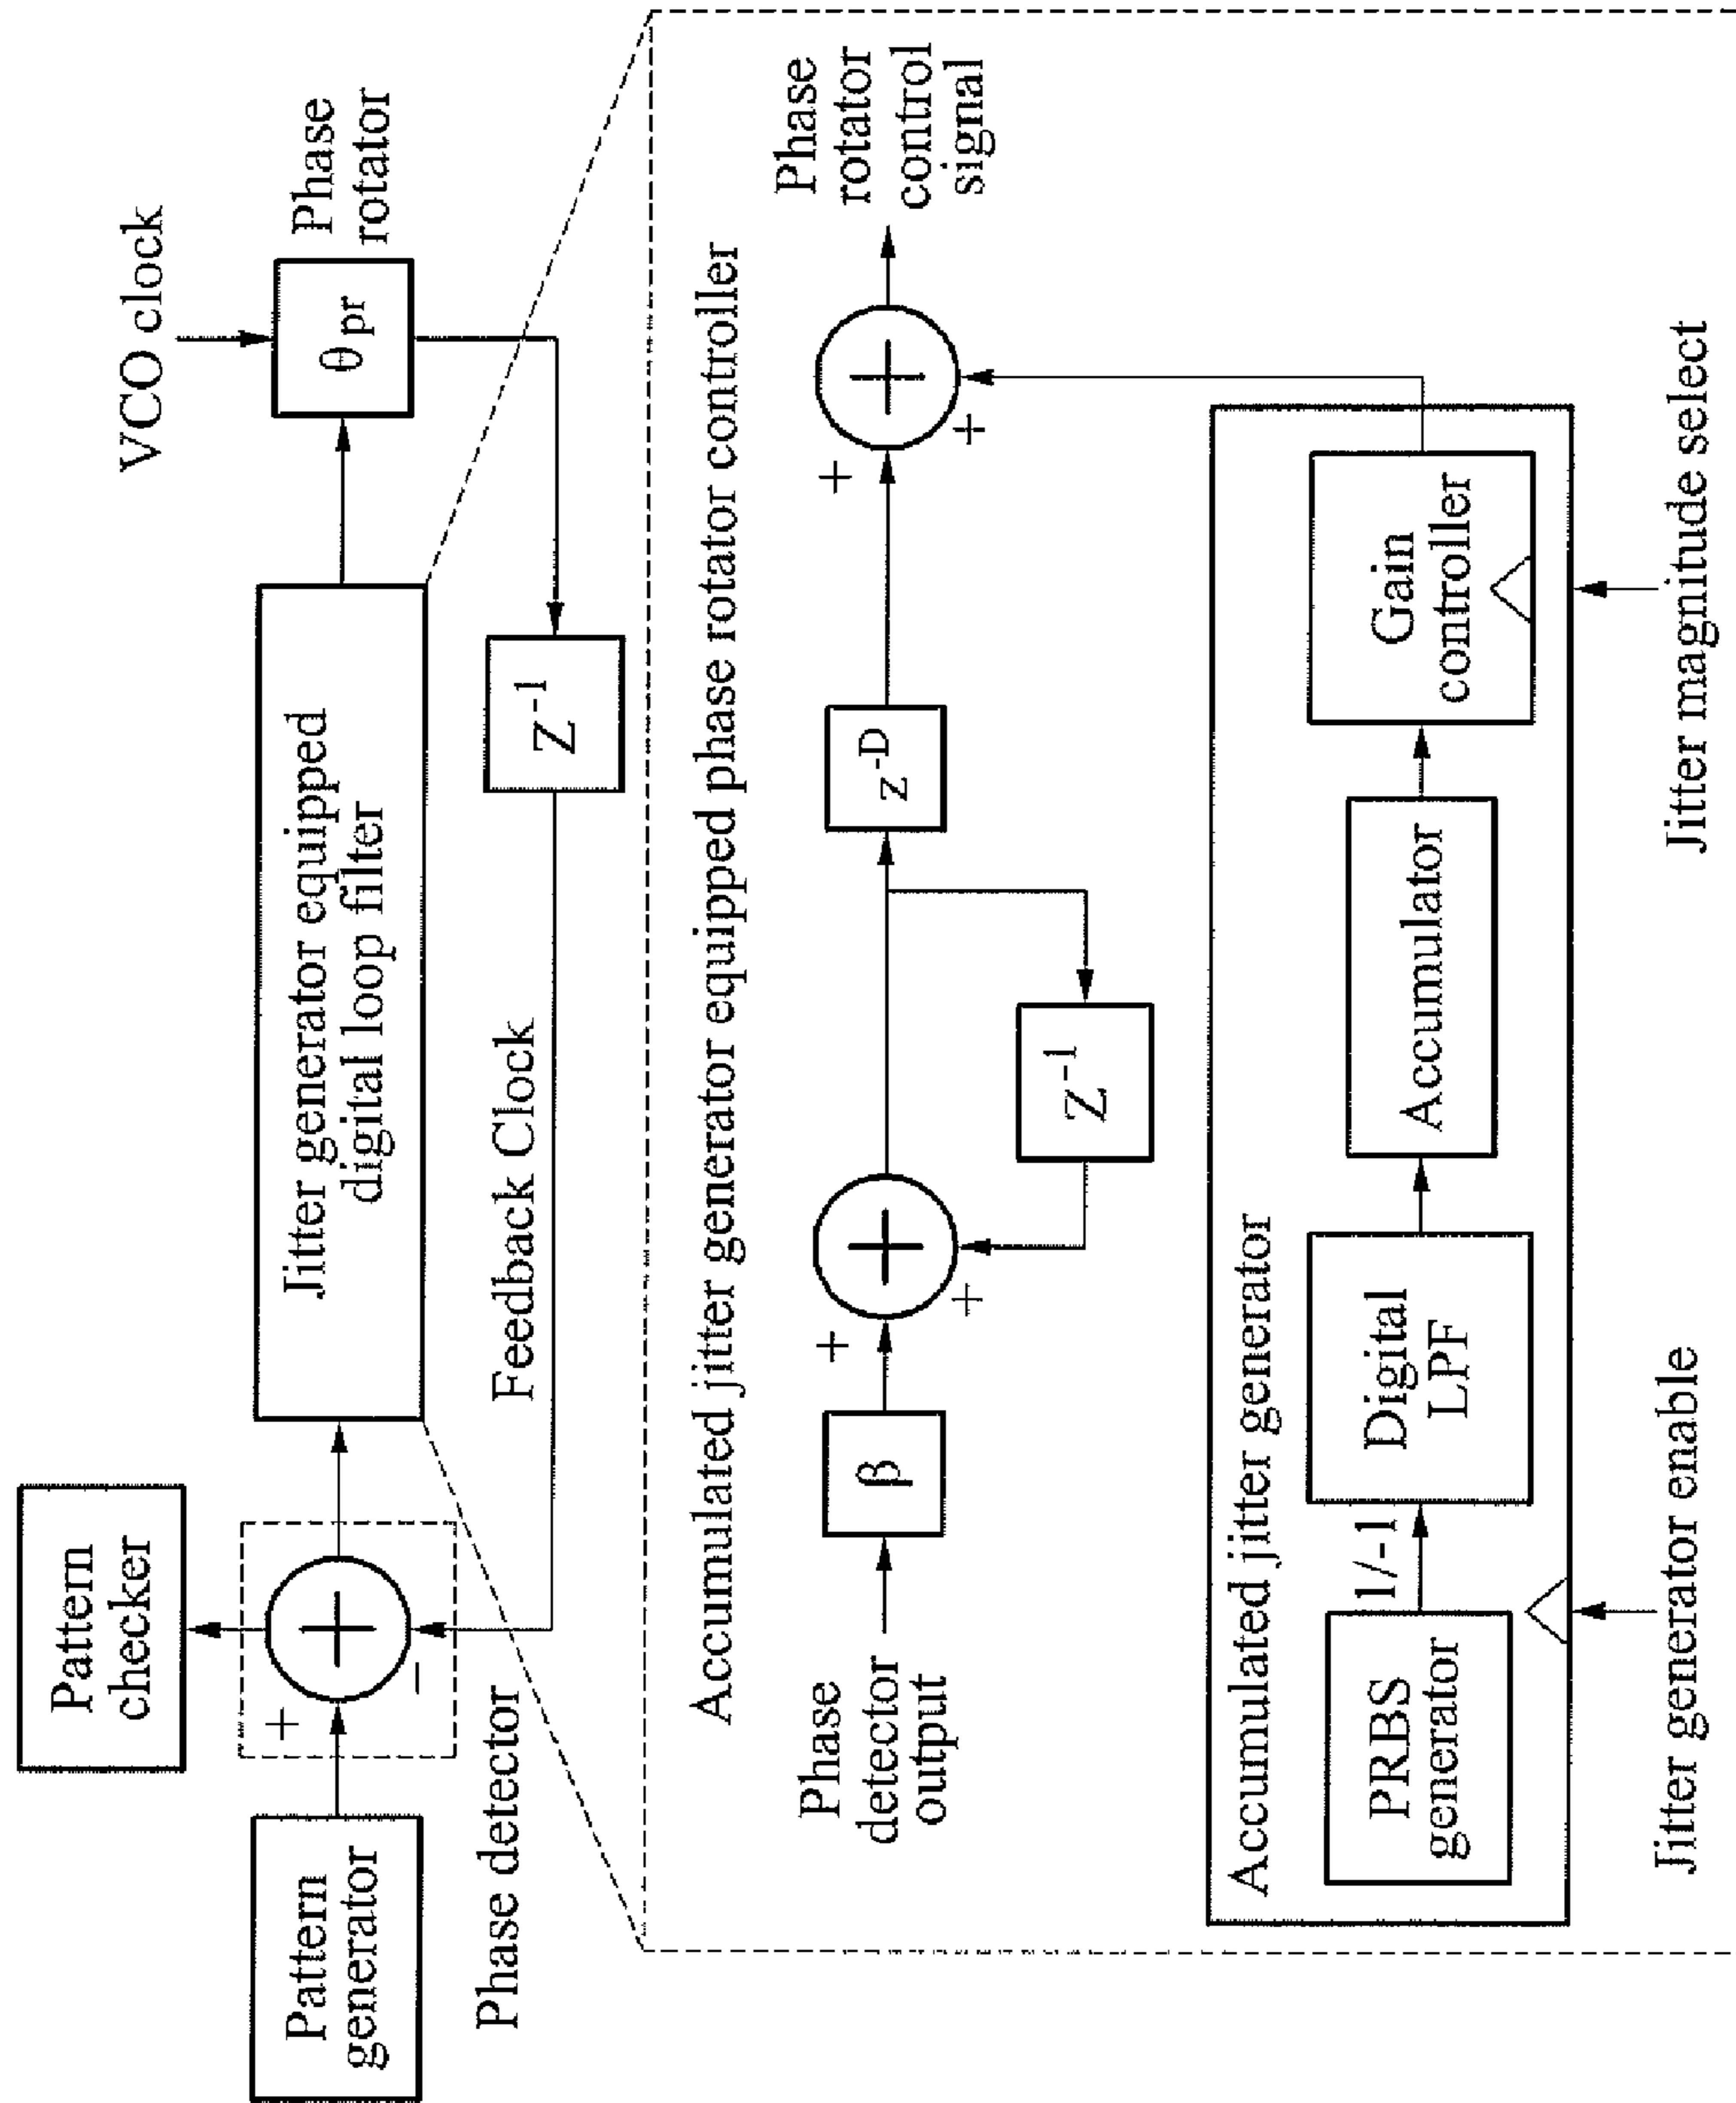 Pattern
checker
VCO clock
Pattern
generator
+
−
Jitter generator equipped
digital loop filter
θpr
Phase
rotator
Phase detector
Feedback Clock
Z-1
Accumulated jitter generator equipped phase rotator controller
Phase
detector
output
β
+
+
z-D
Z-1
+
+
Phase
rotator
control
signal
Accumulated jitter generator
PRBS
generator
1/-1
Digital
LPF
Accumulator
Gain
controller
Jitter generator enable
Jitter magnitude select